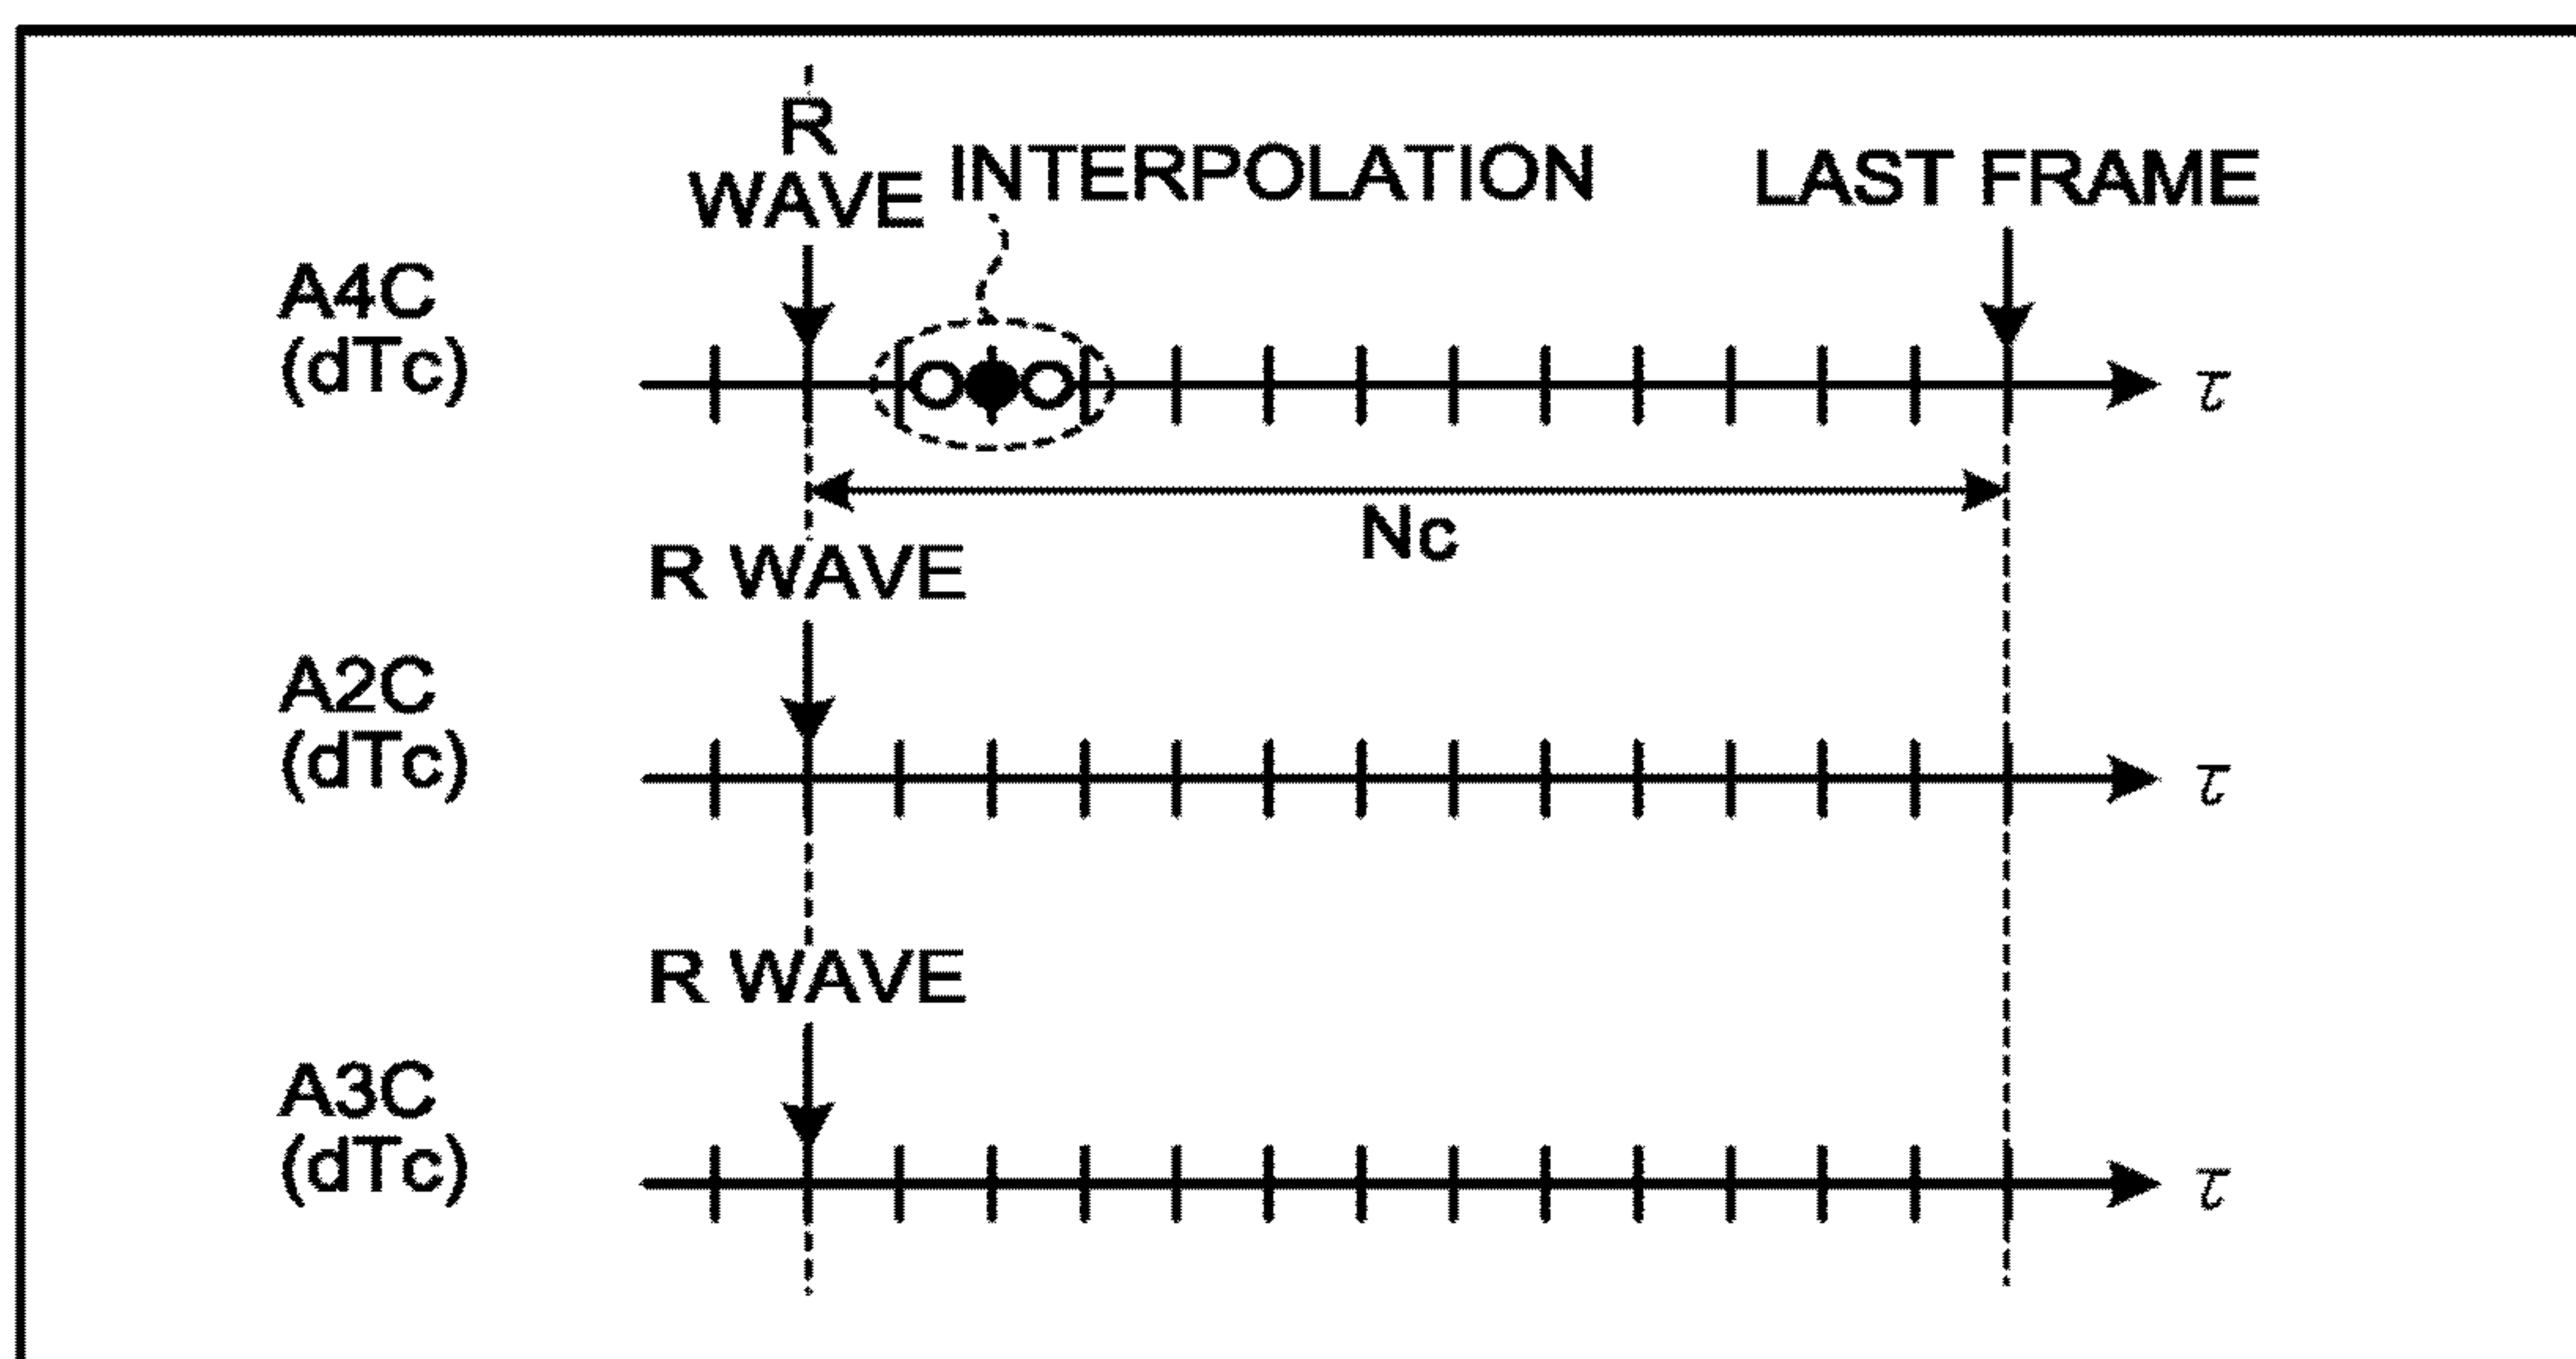 R
WAVE
INTERPOLATION
LAST FRAME
A4C
(dTc)
τ
Nc
R WAVE
A2C
(dTc)
τ
R WAVE
A3C
(dTc)
τ